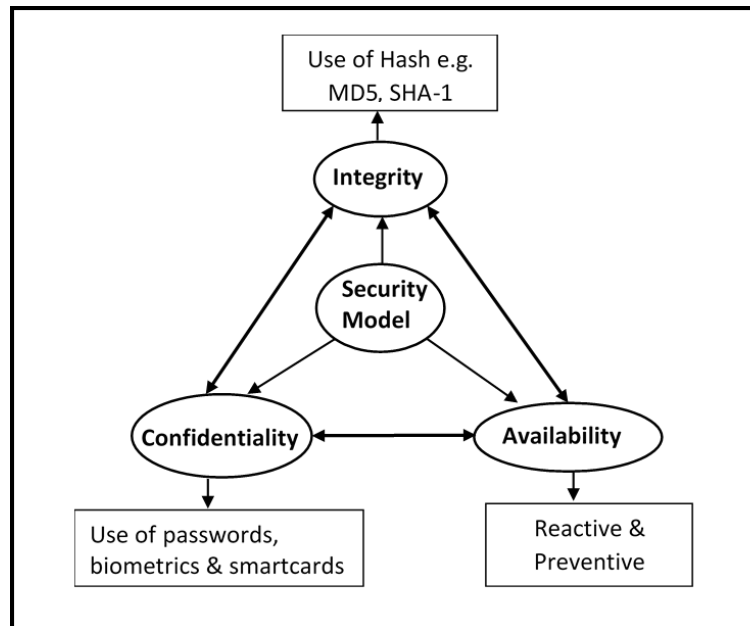 Use of Hash e.g.
MD5, SHA-1
Integrity
Security
Model
Confidentiality
Availability
Use of passwords,
biometrics & smartcards
Reactive &
Preventive